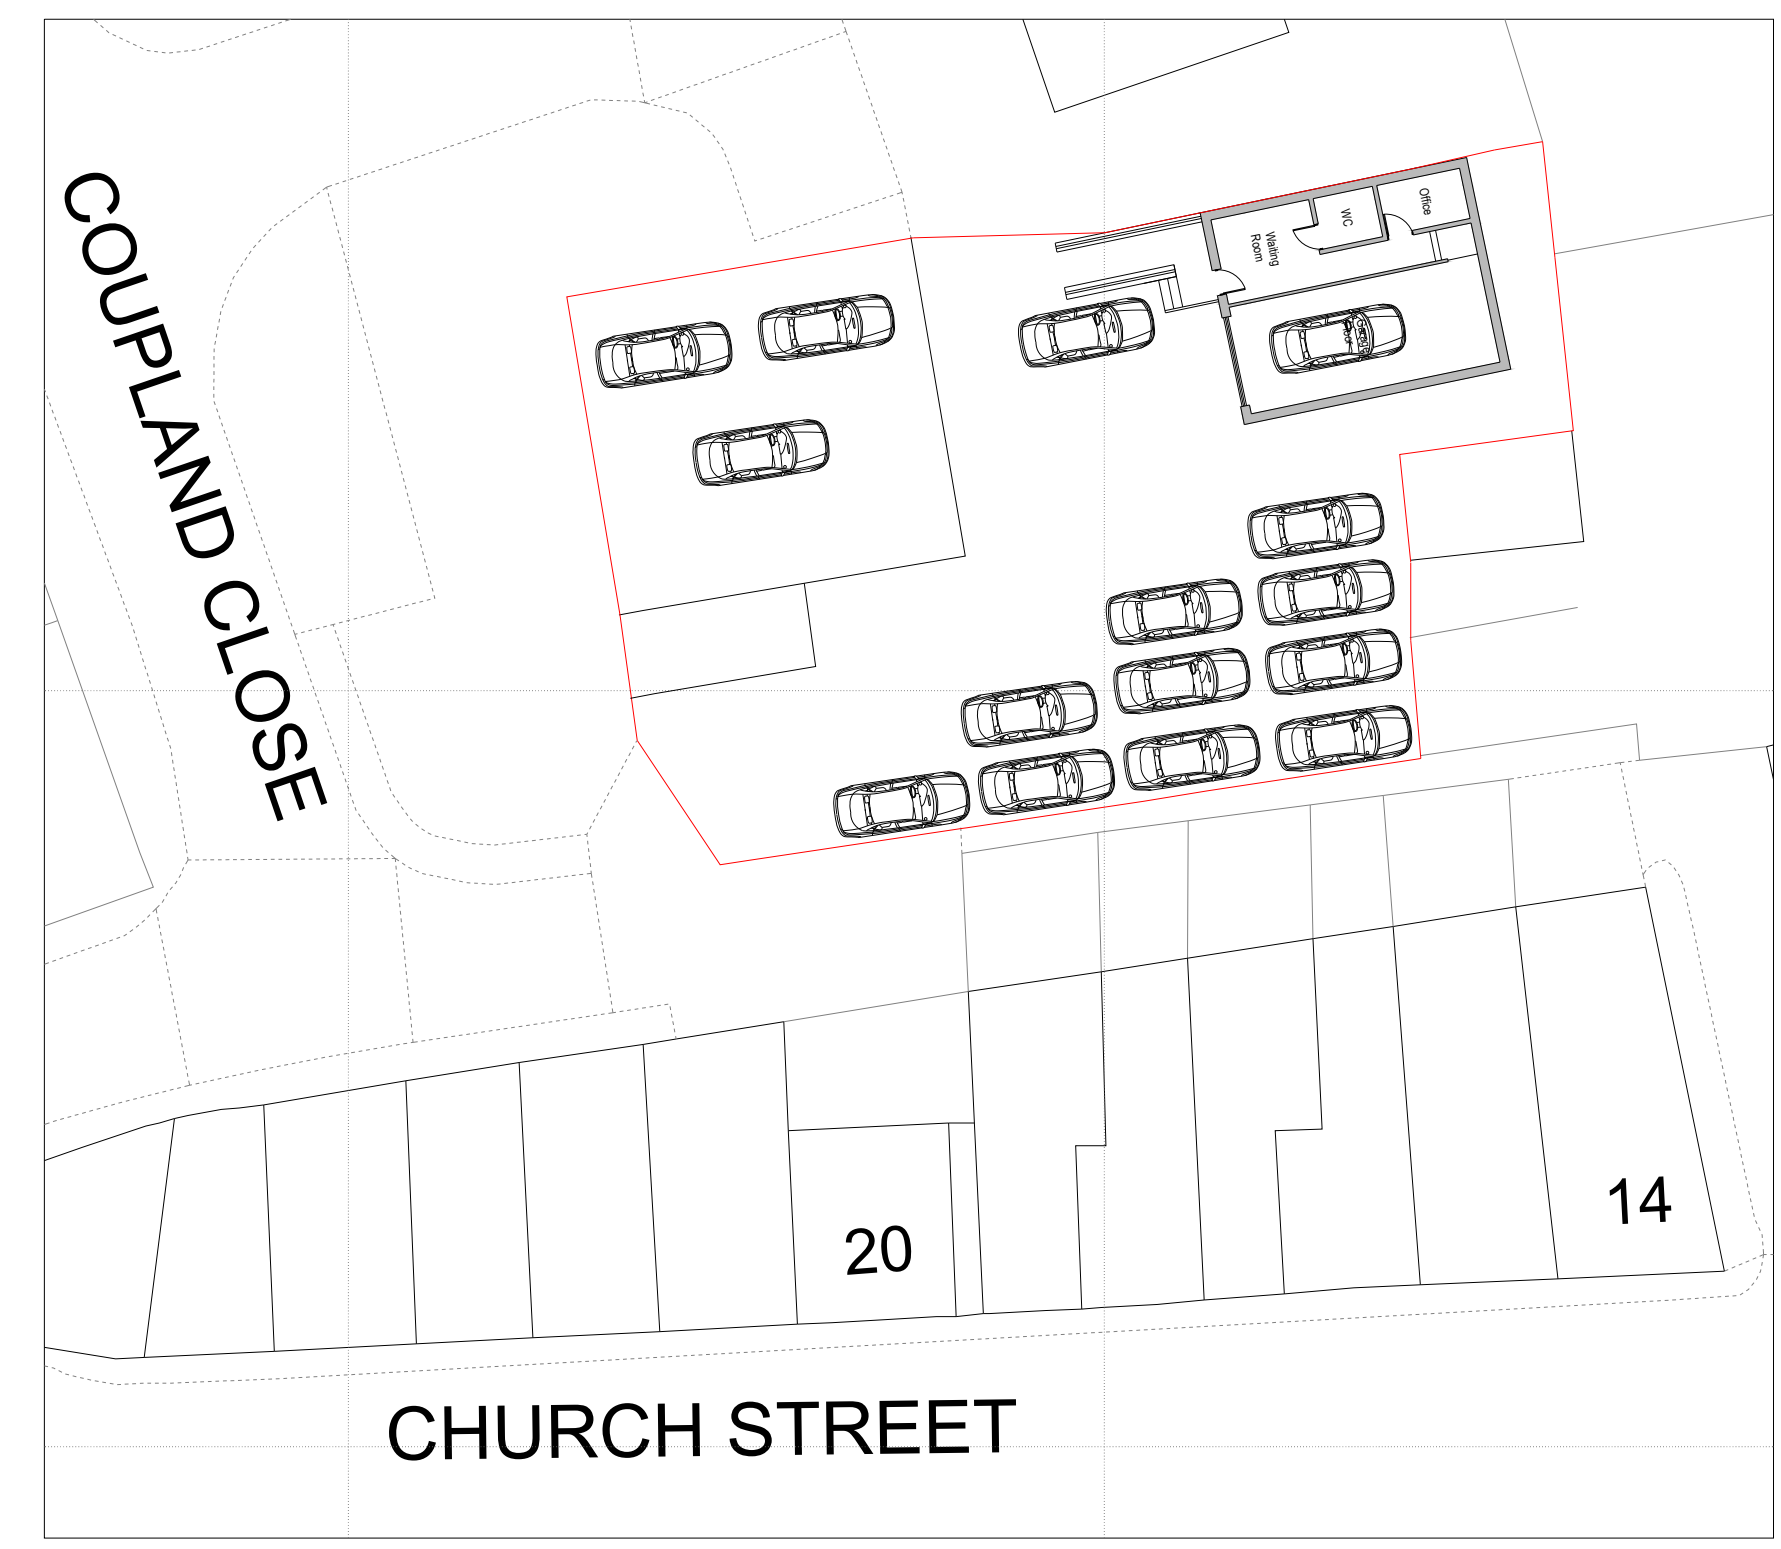 COUPLAND CLOSE
Waiting
Room
WC
Office
20
14
CHURCH STREET